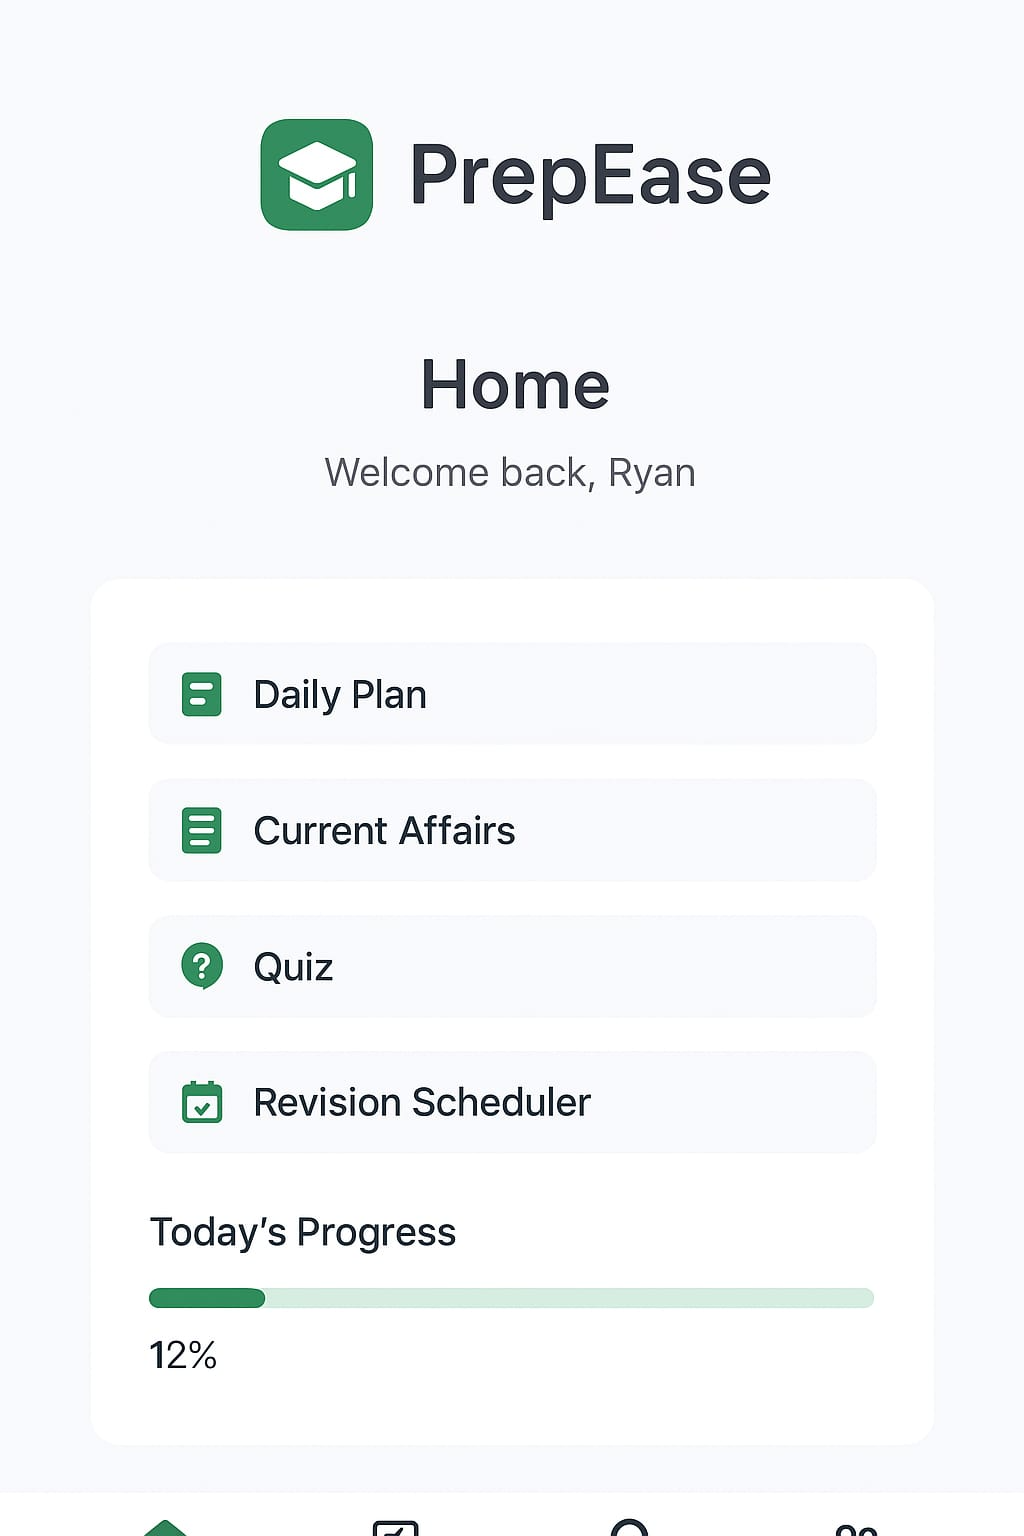 PrepEase
Home
Welcome back, Ryan
Daily Plan
Current Affairs
Quiz
Revision Scheduler
Today’s Progress
12%